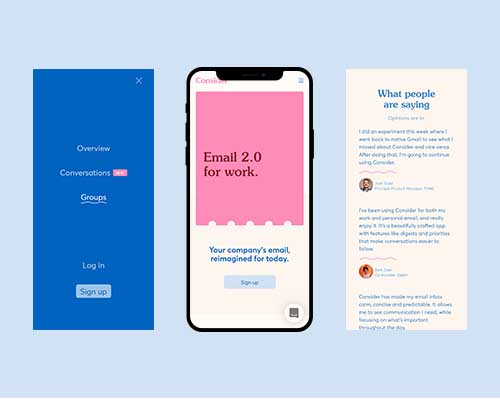 Overview
Conversations
Groups
Log in
Sign up
Consider
Email 2.0
for work.
Your company's email,
reimagined for today.
Sign up
What people
are saying
Opinions are in
I did an experiment this week where I
went back to native Gmail to see what I
missed about Consider and vice versa.
After doing that, I'm going to continue
using Consider.
Principal Product Manager,
I've been using Consider for both my
work and personal email, and really
enjoy it. It's a beautifully crafted app
with features like digests and priorities
that make conversations easier to
follow.
Co-founder,
Consider has made my email inbox
calm, concise and predictable. It allows
me to see communication I need, while
focusing on what's important
throughout the day.